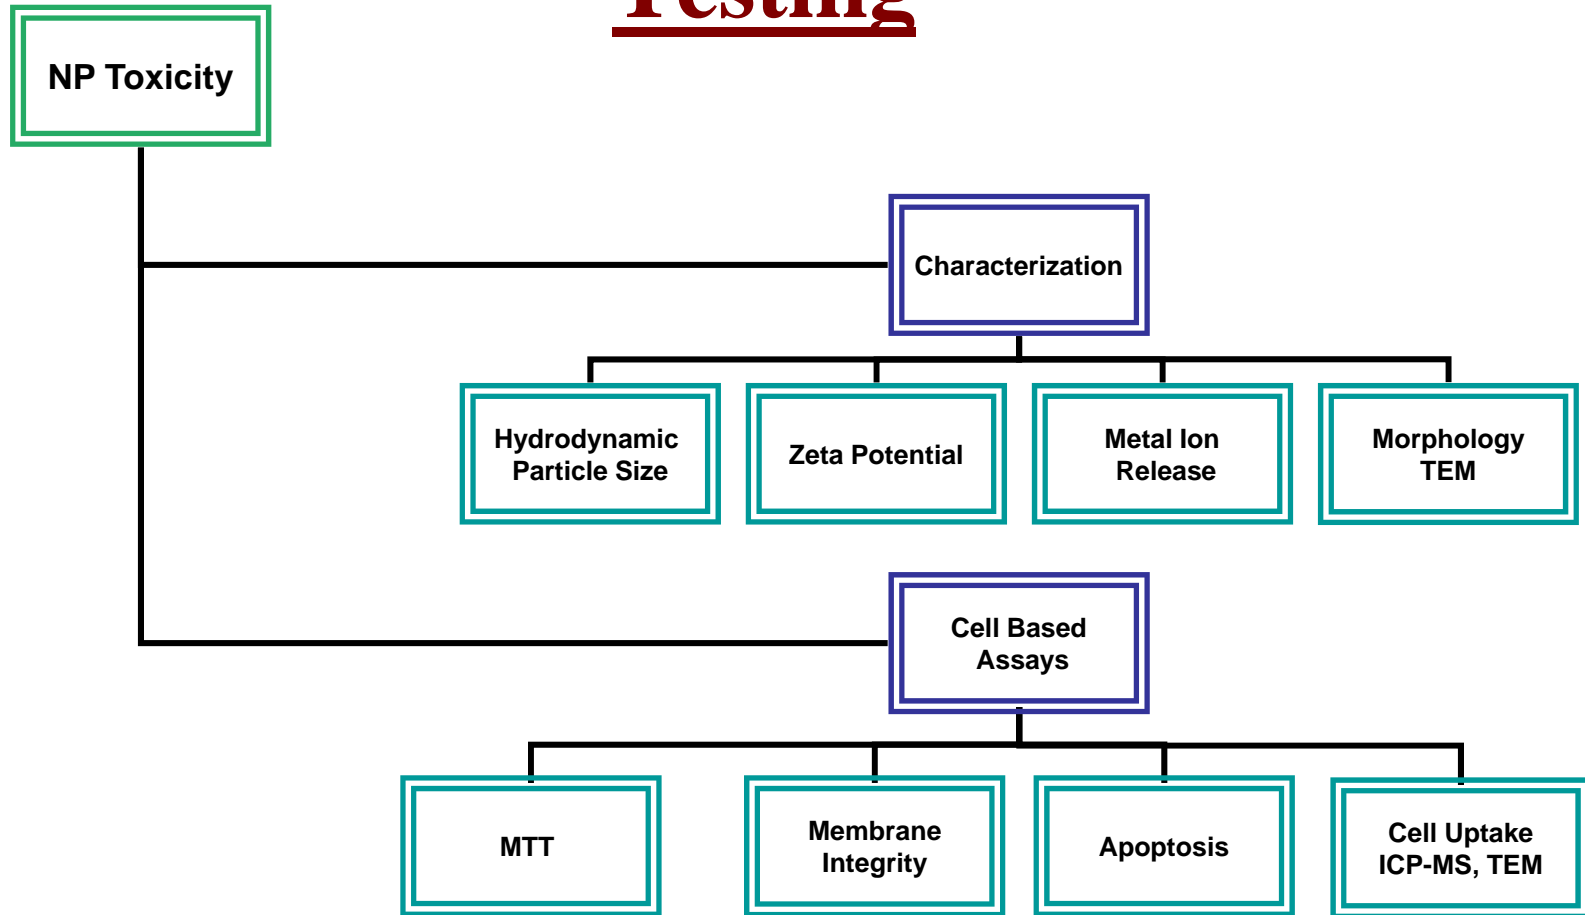 Testing
NP Toxicity
Characterization
Hydrodynamic
Particle Size
Zeta Potential
Metal Ion
Release
Morphology
TEM
Cell Based
Assays
MTT
Membrane
Integrity
Apoptosis
Cell Uptake
ICP-MS, TEM